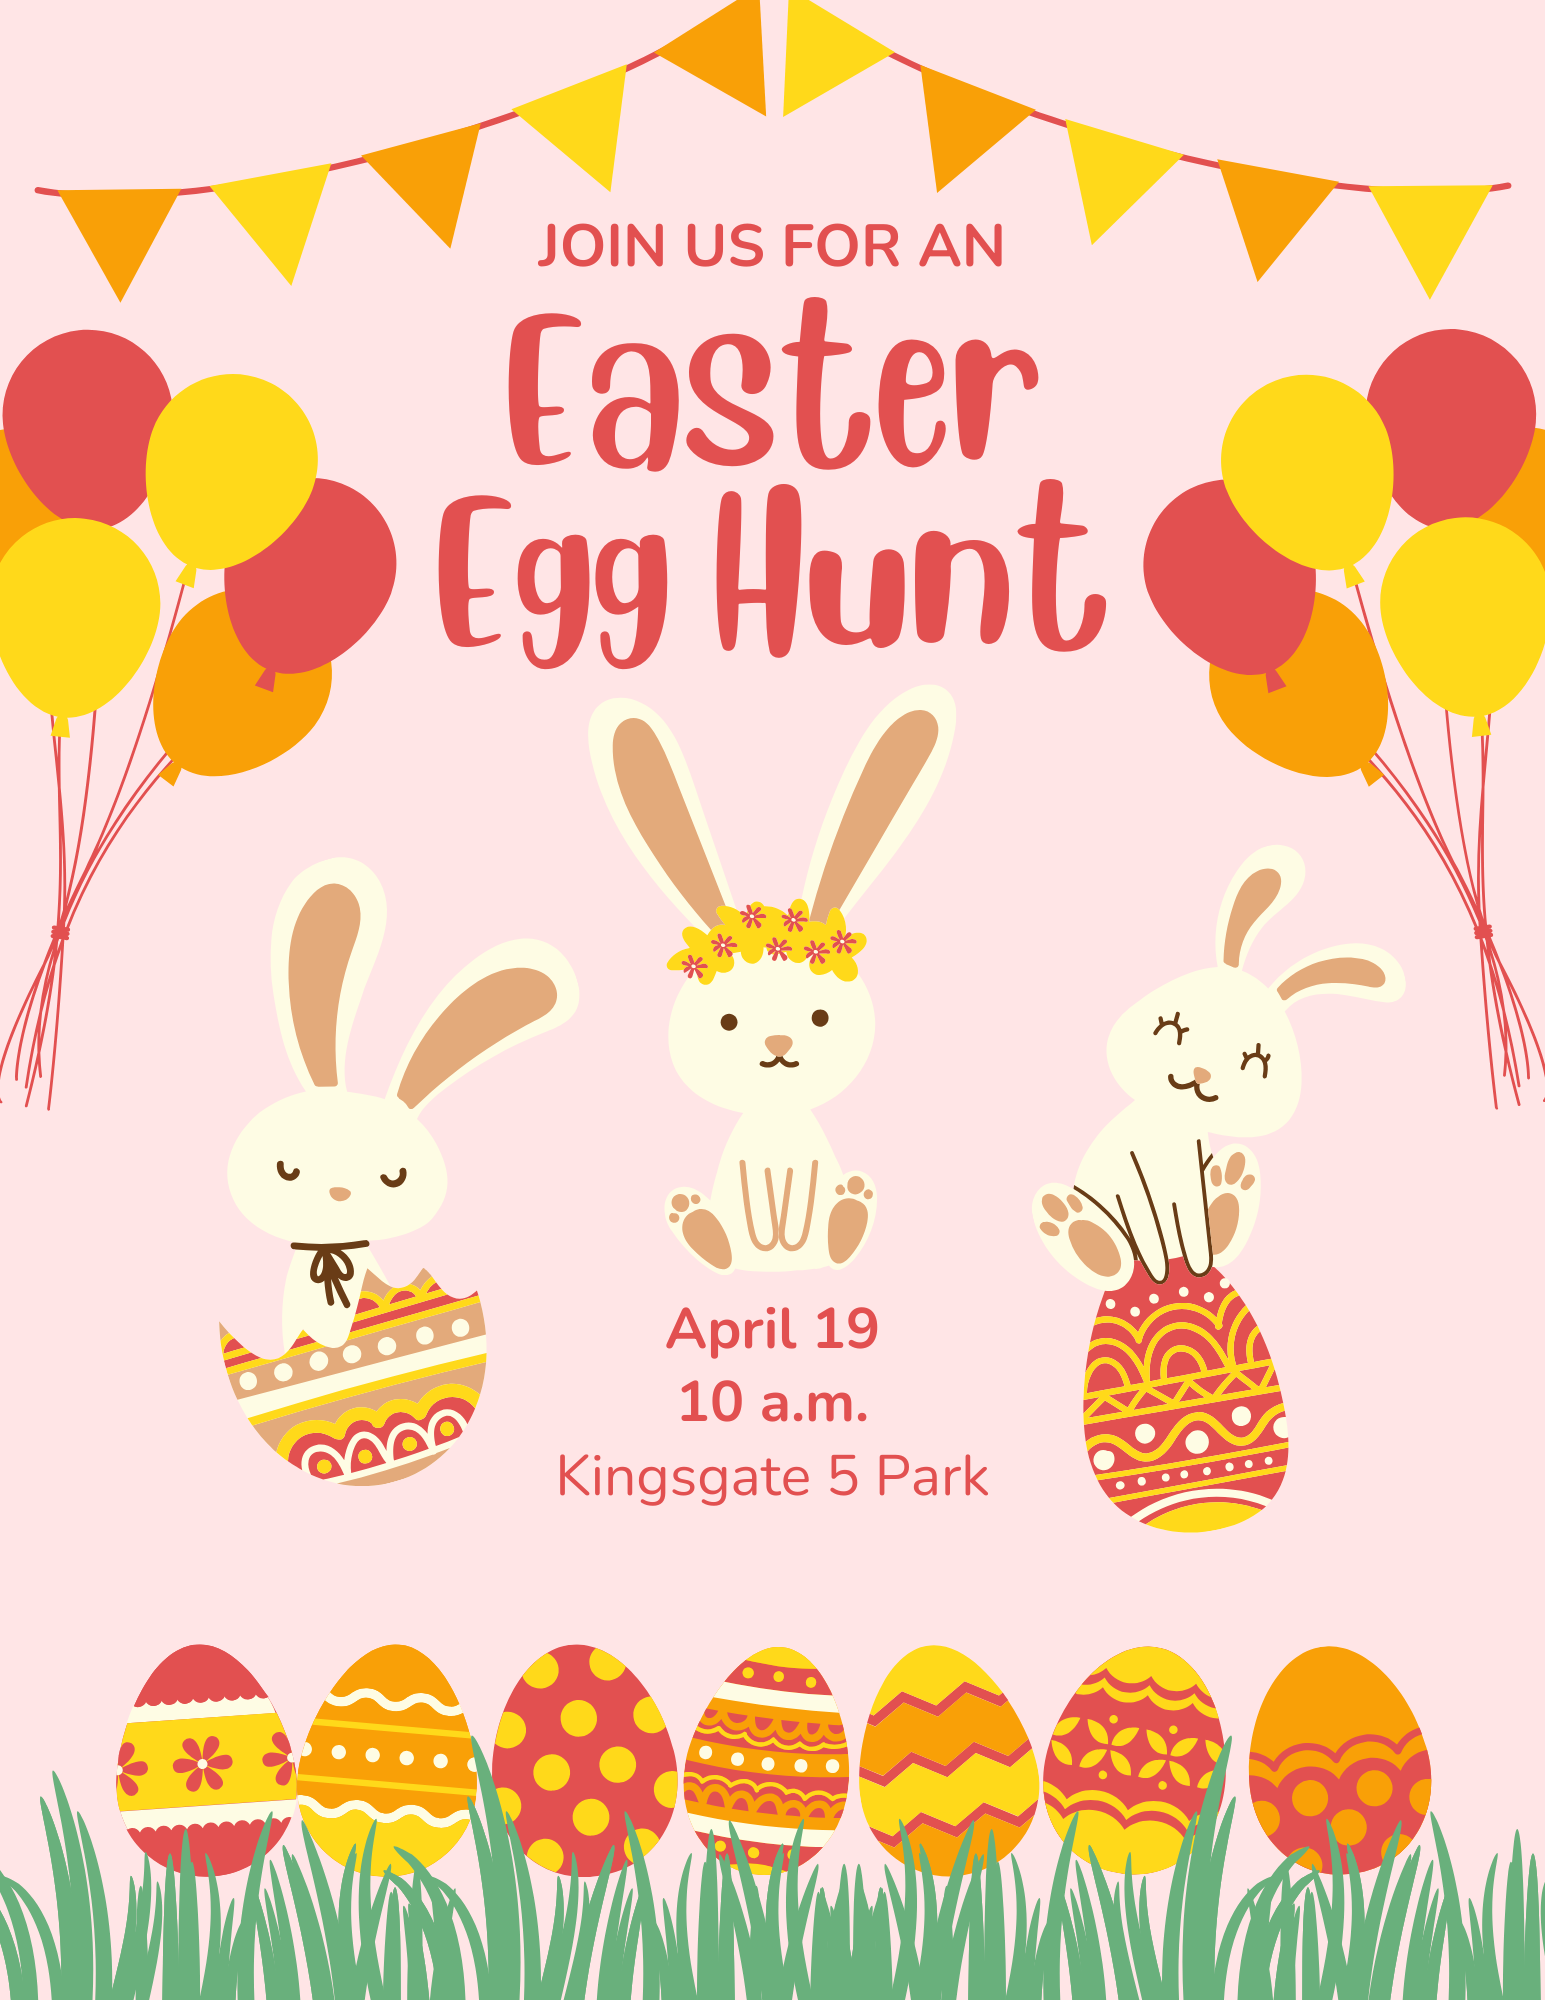 JOIN US FOR AN
Easter
Egg Hunt
April 19
10 a.m.
Kingsgate 5 Park